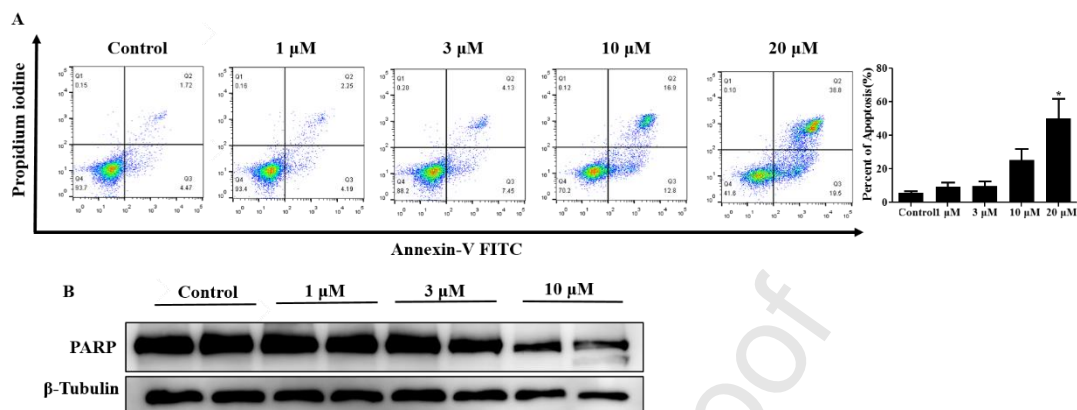 A
Control
1 μM
3 μM
10 μM
20 μM
Propidium iodine
Q1
0.15
Q2
1.72
Q4
93.7
Q3
4.47
Q1
0.16
Q2
2.25
Q4
93.4
Q3
4.19
Q1
0.20
Q2
4.13
Q4
88.2
Q3
7.45
Q1
0.12
Q2
16.9
Q4
70.2
Q3
12.8
Q1
0.10
Q2
38.8
Q4
41.6
Q3
19.5
Annexin-V FITC
Percent of Apoptosis(%)
80
60
40
20
0
*
Control 1 μM 3 μM 10 μM 20 μM
B
Control 1 μM 3 μM 10 μM
PARP
β-Tubulin
oof